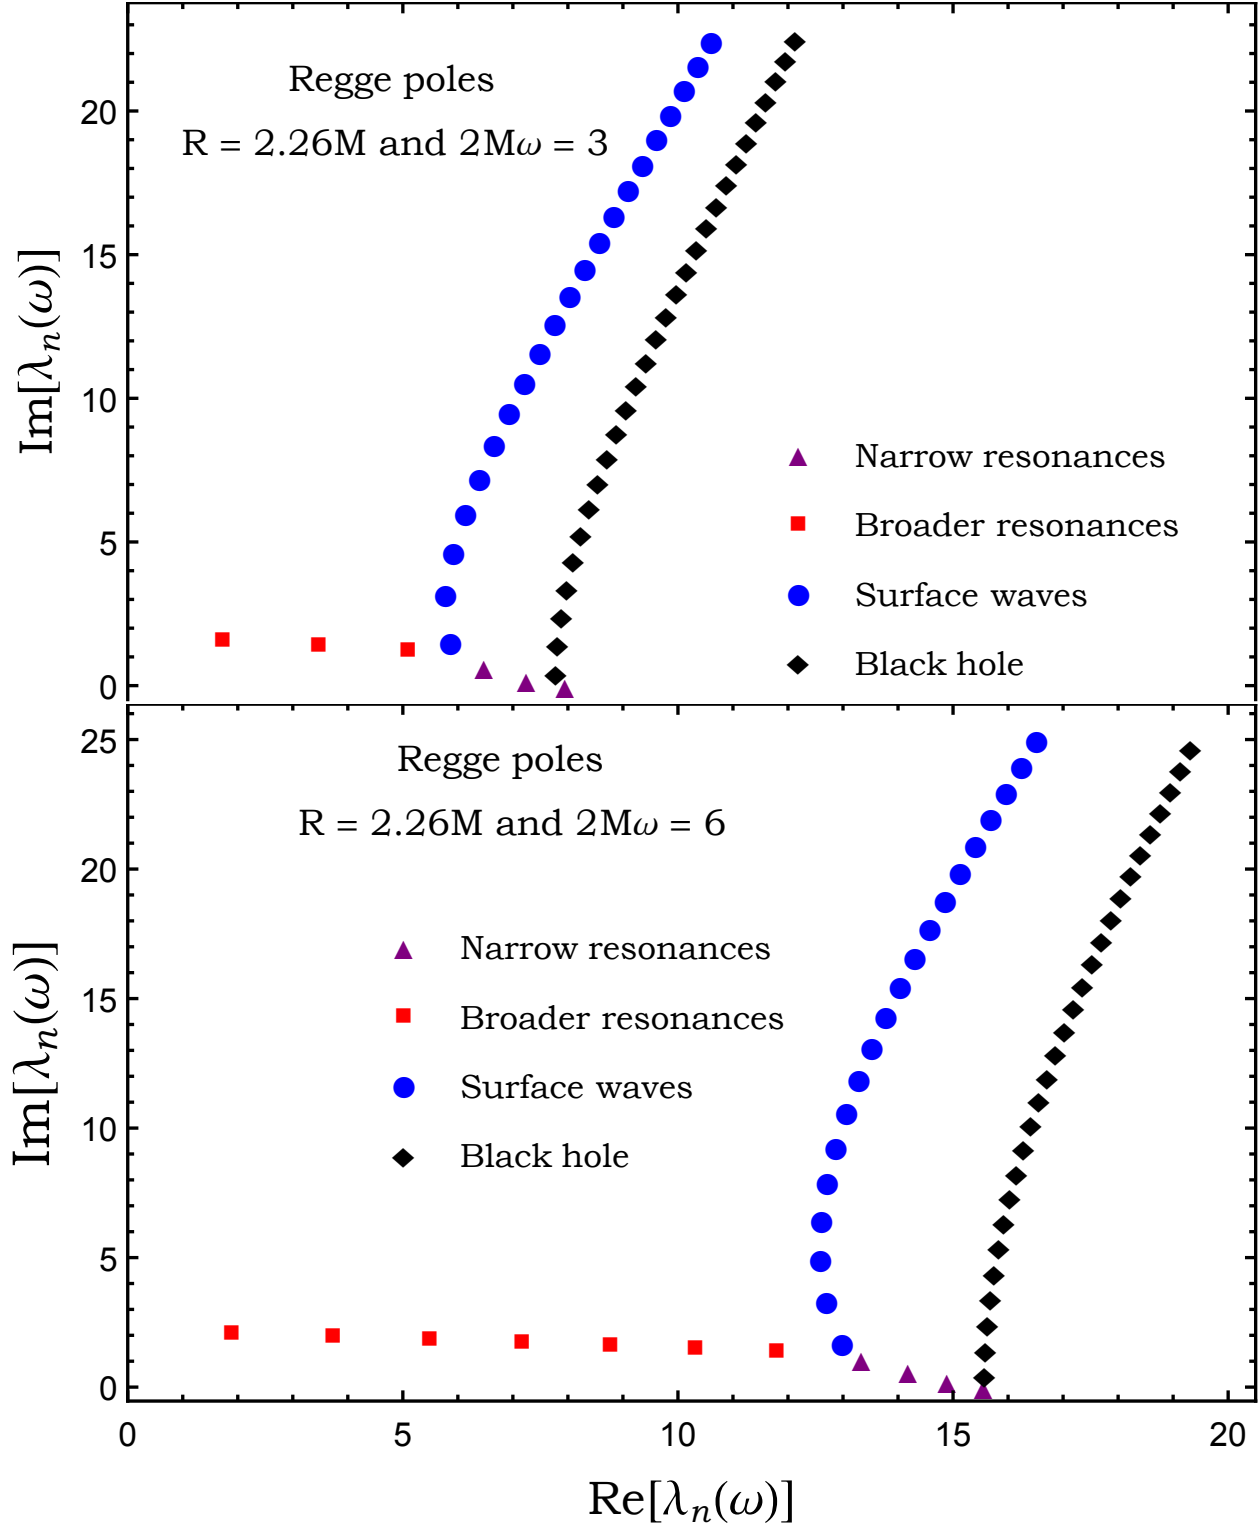 Regge poles
R = 2.26M and 2Mω = 3
Im[λn(ω)]
20
15
10
5
0
Narrow resonances
Broader resonances
Surface waves
Black hole
Regge poles
R = 2.26M and 2Mω = 6
Im[λn(ω)]
25
20
15
10
5
0
Narrow resonances
Broader resonances
Surface waves
Black hole
0 5 10 15 20
Re[λn(ω)]